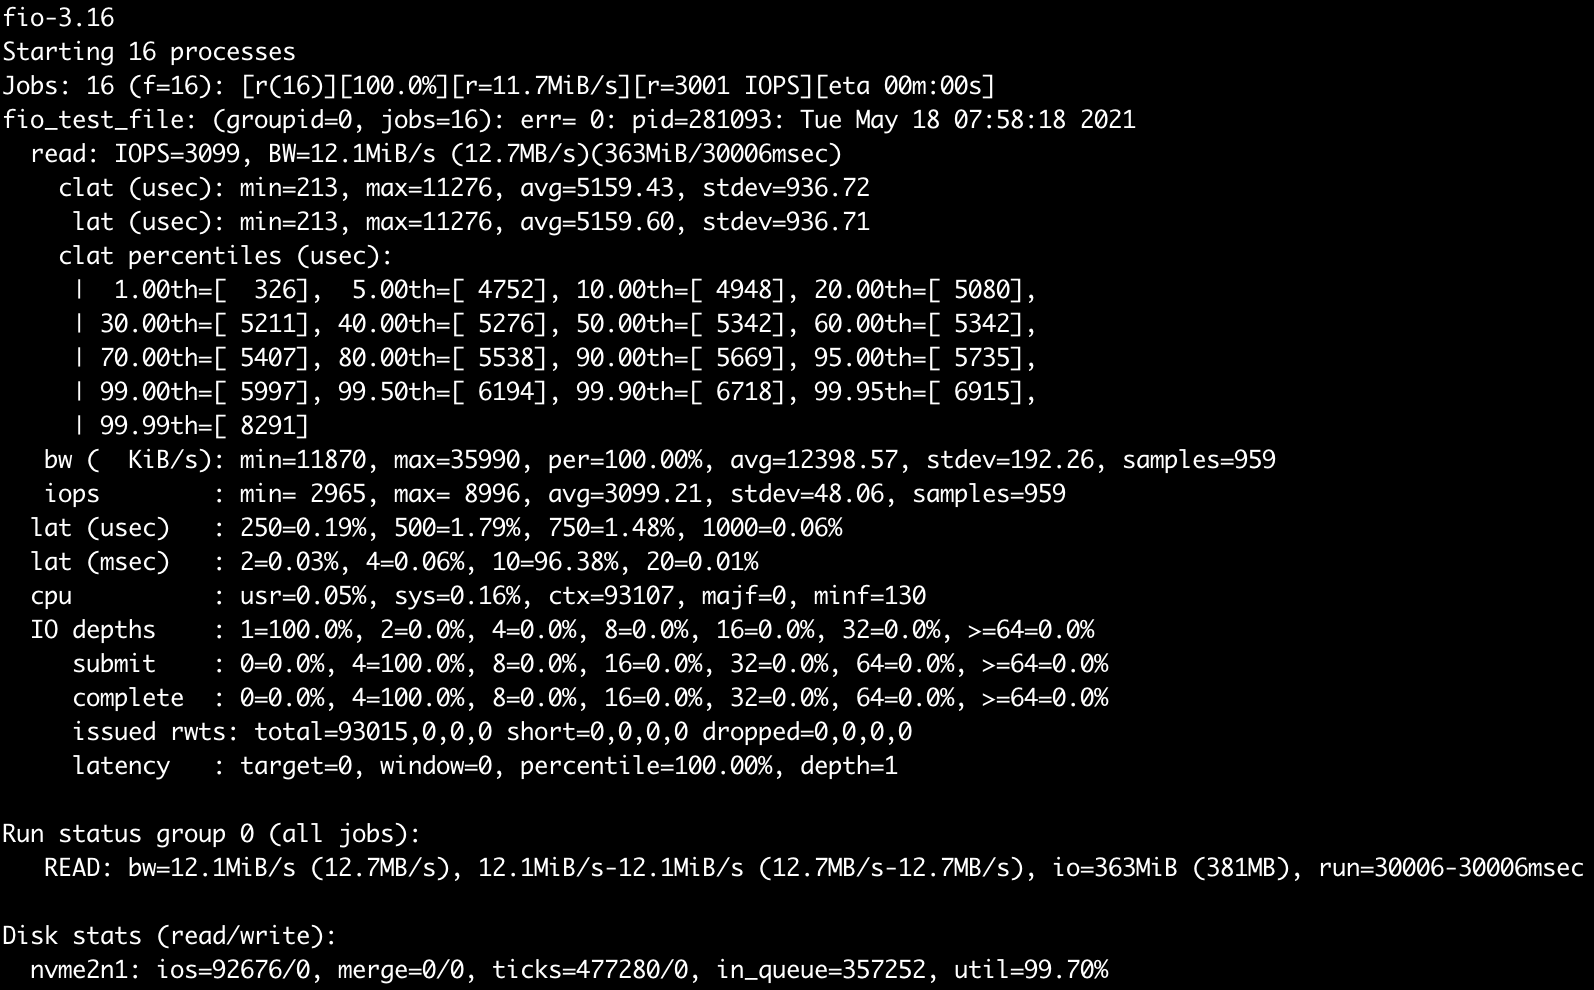 fio-3.16
Starting 16 processes
Jobs: 16 (f=16): [r(16)][100.0%][r=11.7MiB/s][r=3001 IOPS][eta 00m:00s]
fio_test_file: (groupid=0, jobs=16): err= 0: pid=281093: Tue May 18 07:58:18 2021
  read: IOPS=3099, BW=12.1MiB/s (12.7MB/s)(363MiB/30006msec)
    clat (usec): min=213, max=11276, avg=5159.43, stdev=936.72
     lat (usec): min=213, max=11276, avg=5159.60, stdev=936.71
    clat percentiles (usec):
     |  1.00th=[  326],  5.00th=[ 4752], 10.00th=[ 4948], 20.00th=[ 5080],
     | 30.00th=[ 5211], 40.00th=[ 5276], 50.00th=[ 5342], 60.00th=[ 5342],
     | 70.00th=[ 5407], 80.00th=[ 5538], 90.00th=[ 5669], 95.00th=[ 5735],
     | 99.00th=[ 5997], 99.50th=[ 6194], 99.90th=[ 6718], 99.95th=[ 6915],
     | 99.99th=[ 8291]
   bw (  KiB/s): min=11870, max=35990, per=100.00%, avg=12398.57, stdev=192.26, samples=959
   iops        : min= 2965, max= 8996, avg=3099.21, stdev=48.06, samples=959
  lat (usec)   : 250=0.19%, 500=1.79%, 750=1.48%, 1000=0.06%
  lat (msec)   : 2=0.03%, 4=0.06%, 10=96.38%, 20=0.01%
  cpu          : usr=0.05%, sys=0.16%, ctx=93107, majf=0, minf=130
  IO depths    : 1=100.0%, 2=0.0%, 4=0.0%, 8=0.0%, 16=0.0%, 32=0.0%, >=64=0.0%
     submit    : 0=0.0%, 4=100.0%, 8=0.0%, 16=0.0%, 32=0.0%, 64=0.0%, >=64=0.0%
     complete  : 0=0.0%, 4=100.0%, 8=0.0%, 16=0.0%, 32=0.0%, 64=0.0%, >=64=0.0%
     issued rwts: total=93015,0,0,0 short=0,0,0,0 dropped=0,0,0,0
     latency   : target=0, window=0, percentile=100.00%, depth=1

Run status group 0 (all jobs):
   READ: bw=12.1MiB/s (12.7MB/s), 12.1MiB/s-12.1MiB/s (12.7MB/s-12.7MB/s), io=363MiB (381MB), run=30006-30006msec

Disk stats (read/write):
  nvme2n1: ios=92676/0, merge=0/0, ticks=477280/0, in_queue=357252, util=99.70%